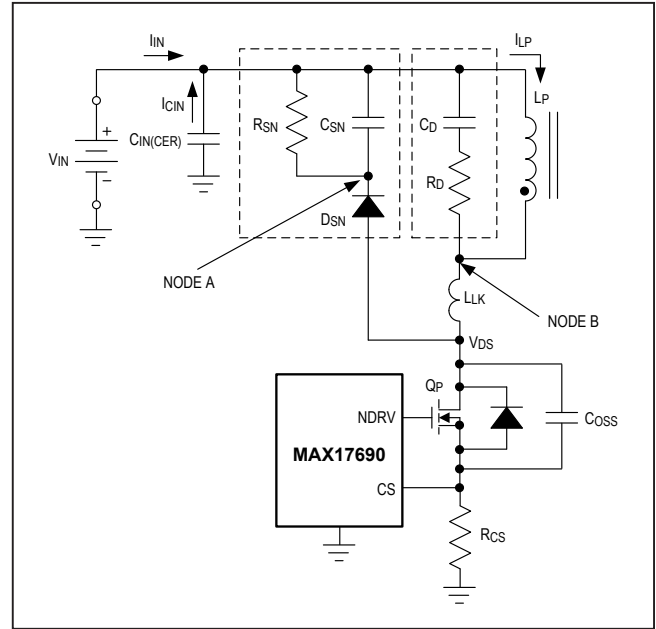 IIN
ILP
LP
ICIN
RSN
CSN
CD
CIN(CER)
+
VIN
−
RD
DSN
NODE A
LLK
NODE B
VDS
QP
NDRV
COSS
MAX17690
CS
RCS